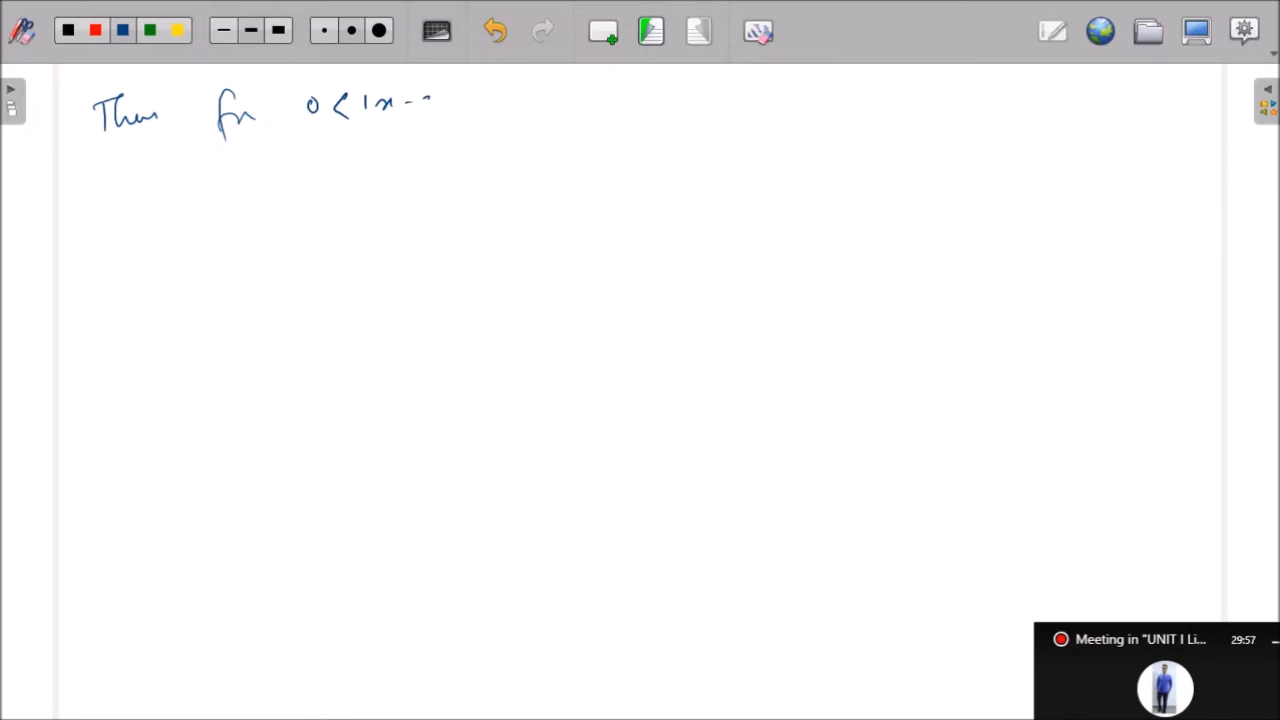 Then for 0 < |x -
Meeting in "UNIT I Li... 29:57